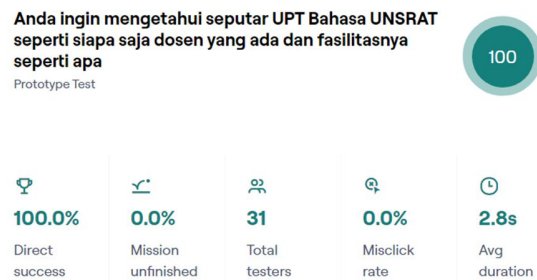 Anda ingin mengetahui seputar UPT Bahasa UNSRAT
seperti siapa saja dosen yang ada dan fasilitasnya
seperti apa
Prototype Test
100
100.0%
0.0%
31
0.0%
2.8s
Direct
success
Mission
unfinished
Total
testers
Misclick
rate
Avg
duration